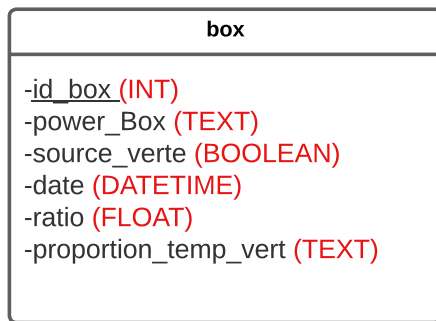 box
-id_box (INT)
-power_Box (TEXT)
-source_verte (BOOLEAN)
-date (DATETIME)
-ratio (FLOAT)
-proportion_temp_vert (TEXT)